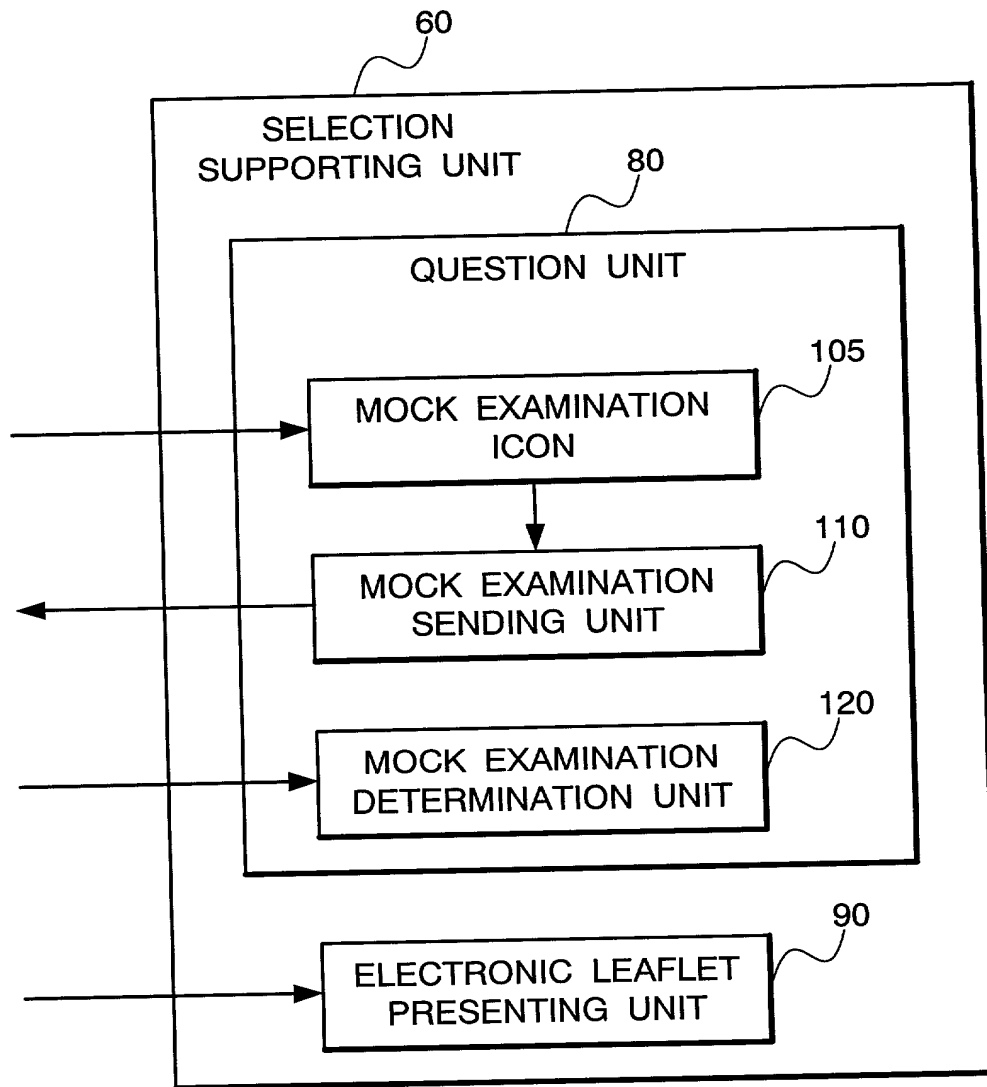 60
SELECTION
SUPPORTING UNIT
80
QUESTION UNIT
105
MOCK EXAMINATION
ICON
110
MOCK EXAMINATION
SENDING UNIT
120
MOCK EXAMINATION
DETERMINATION UNIT
90
ELECTRONIC LEAFLET
PRESENTING UNIT